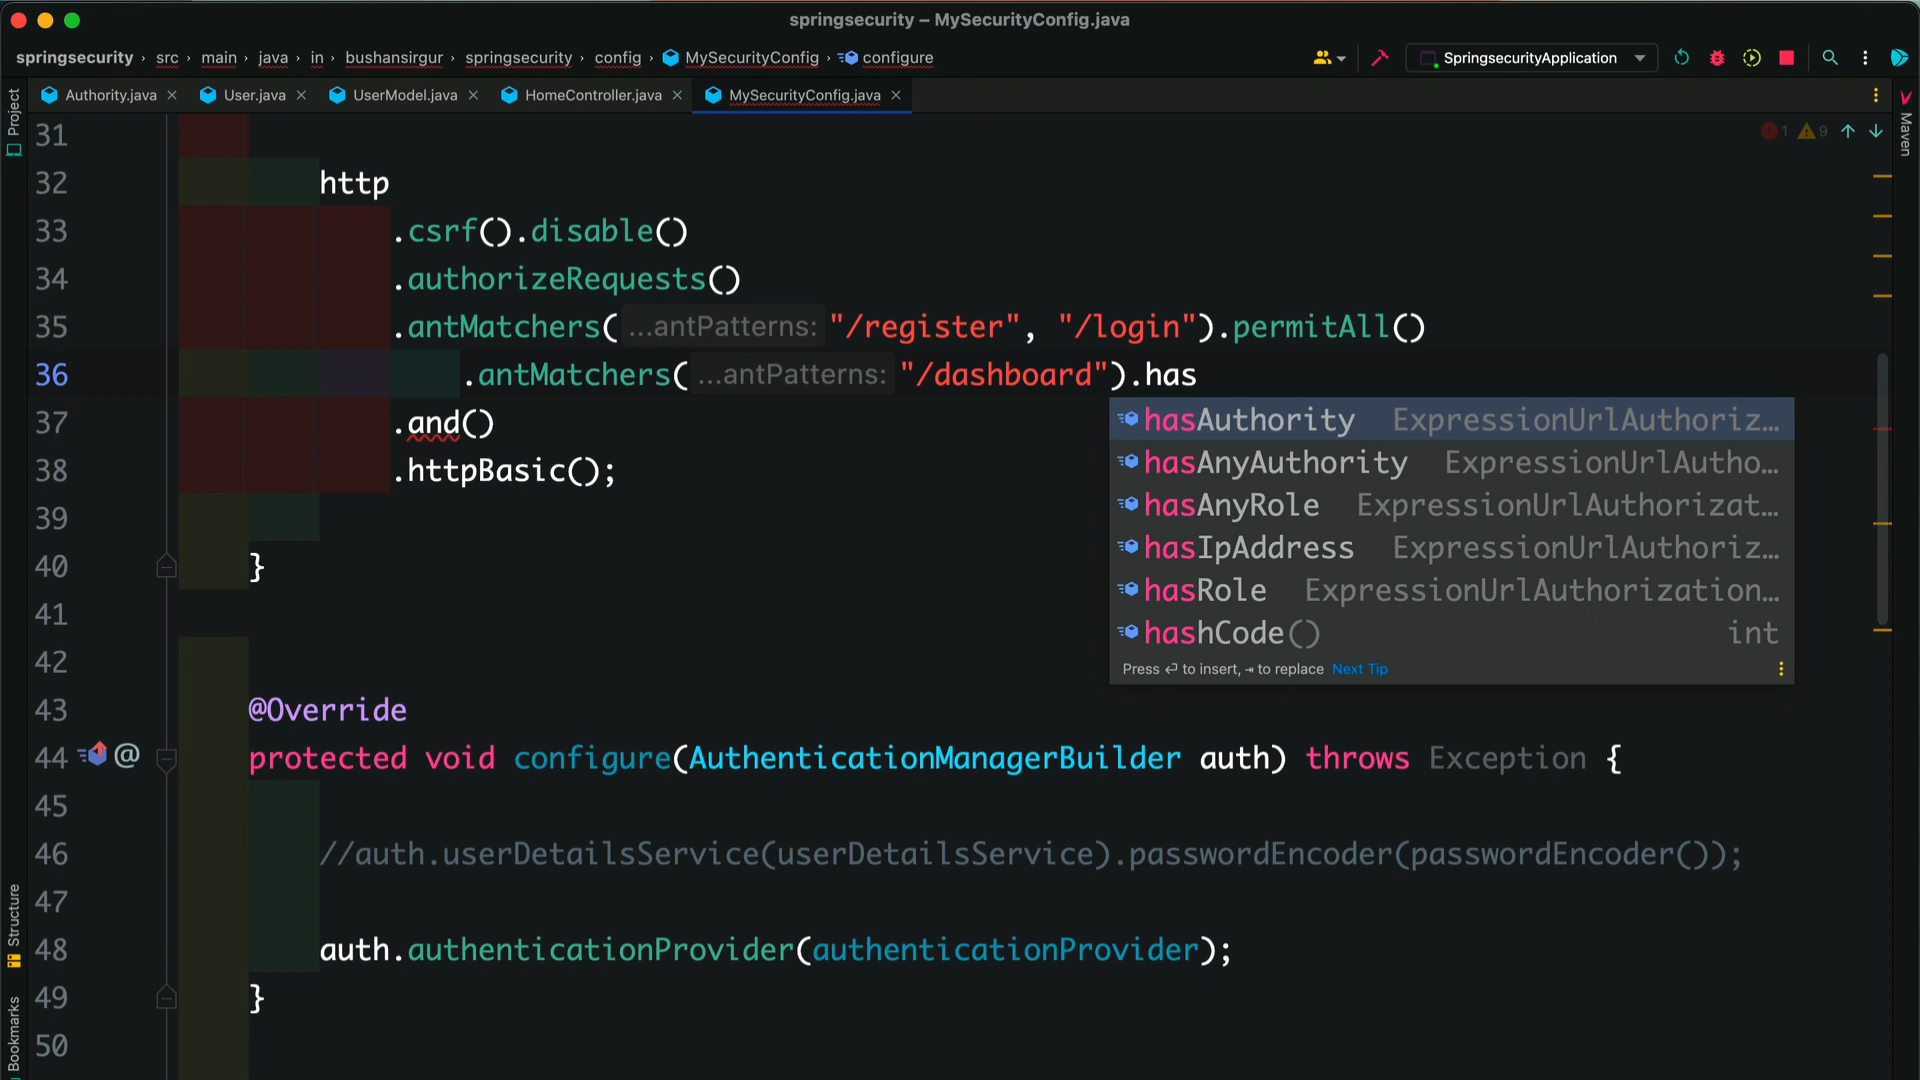 springsecurity – MySecurityConfig.java
springsecurity › src › main › java › in › bushansirgur › springsecurity › config › MySecurityConfig › configure
SpringsecurityApplication
Authority.java × User.java × UserModel.java × HomeController.java × MySecurityConfig.java ×
Project
Maven
1 9
31
32 http
33 .csrf().disable()
34 .authorizeRequests()
35 .antMatchers( ...antPatterns: "/register", "/login").permitAll()
36 .antMatchers( ...antPatterns: "/dashboard").has
hasAuthority ExpressionUrlAuthoriz…
37 .and()
hasAnyAuthority ExpressionUrlAutho…
38 .httpBasic();
hasAnyRole ExpressionUrlAuthorizat…
39
hasIpAddress ExpressionUrlAuthoriz…
40 }
hasRole ExpressionUrlAuthorization…
41
hashCode() int
42
Press ⏎ to insert, ⇥ to replace Next Tip
43 @Override
44 @ protected void configure(AuthenticationManagerBuilder auth) throws Exception {
45
46 //auth.userDetailsService(userDetailsService).passwordEncoder(passwordEncoder());
47
Structure
48 auth.authenticationProvider(authenticationProvider);
49 }
50
Bookmarks